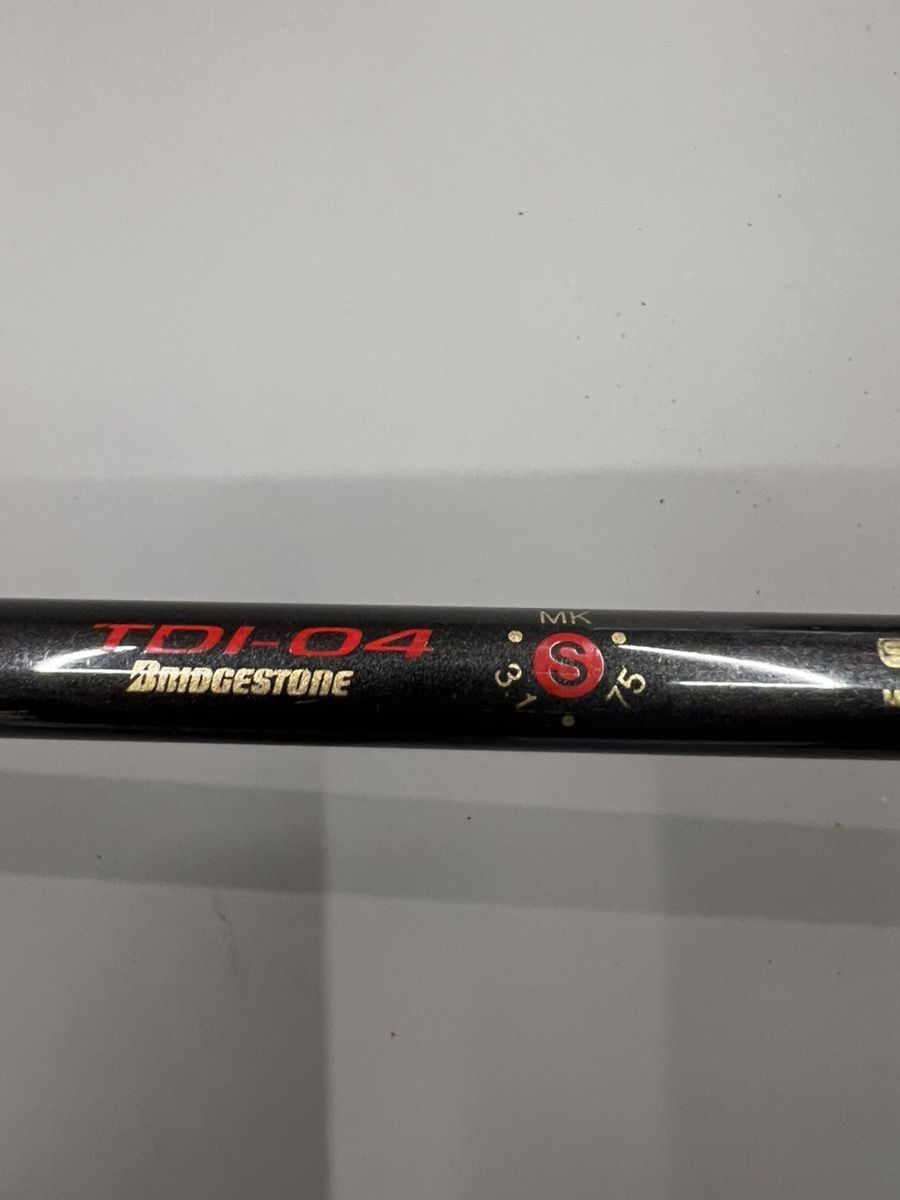 TDI-04
BRIDGESTONE
MK
S
3.1
75